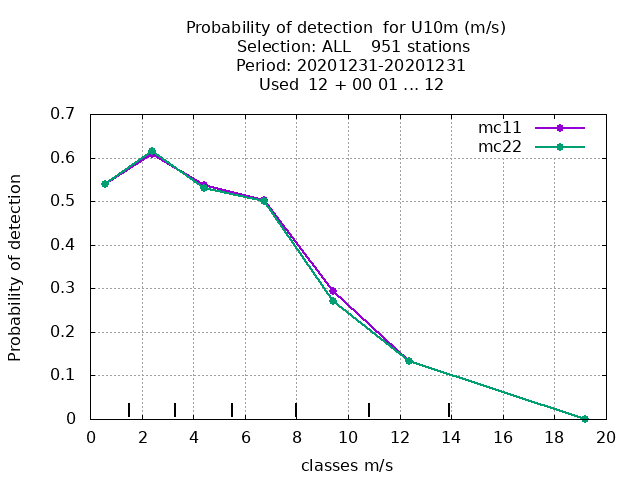 Probability of detection  for U10m (m/s)
Selection: ALL    951 stations
Period: 20201231-20201231
Used  12 + 00 01 ... 12
mc11
mc22
0.7
0.6
0.5
0.4
0.3
0.2
0.1
0
Probability of detection
0 2 4 6 8 10 12 14 16 18 20
classes m/s